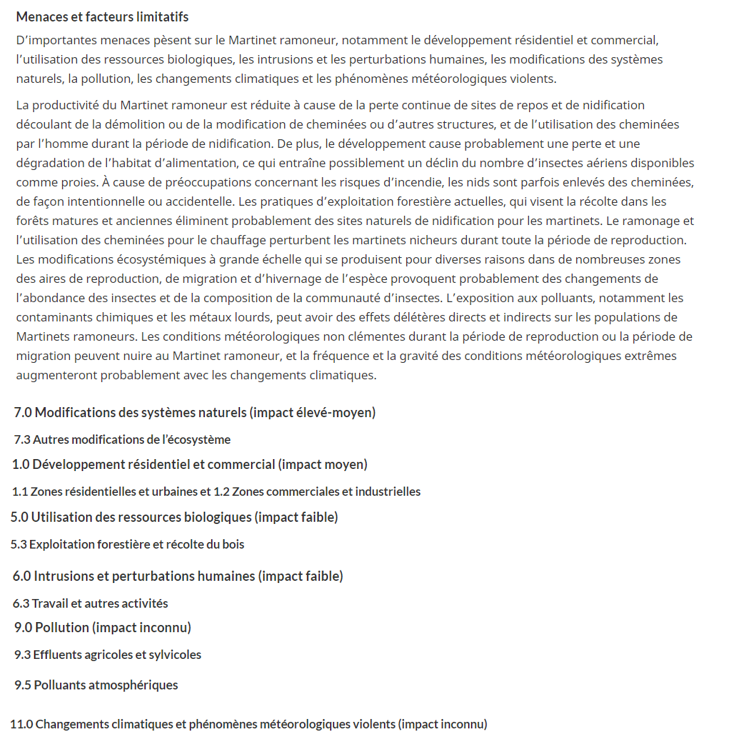 Menaces et facteurs limitatifs
D’importantes menaces pèsent sur le Martinet ramoneur, notamment le développement résidentiel et commercial,
l’utilisation des ressources biologiques, les intrusions et les perturbations humaines, les modifications des systèmes
naturels, la pollution, les changements climatiques et les phénomènes météorologiques violents.
La productivité du Martinet ramoneur est réduite à cause de la perte continue de sites de repos et de nidification
découlant de la démolition ou de la modification de cheminées ou d’autres structures, et de l’utilisation des cheminées
par l’homme durant la période de nidification. De plus, le développement cause probablement une perte et une
dégradation de l’habitat d’alimentation, ce qui entraîne possiblement un déclin du nombre d’insectes aériens disponibles
comme proies. À cause de préoccupations concernant les risques d’incendie, les nids sont parfois enlevés des cheminées,
de façon intentionnelle ou accidentelle. Les pratiques d’exploitation forestière actuelles, qui visent la récolte dans les
forêts matures et anciennes éliminent probablement des sites naturels de nidification pour les martinets. Le ramonage et
l’utilisation des cheminées pour le chauffage perturbent les martinets nicheurs durant toute la période de reproduction.
Les modifications écosystémiques à grande échelle qui se produisent pour diverses raisons dans de nombreuses zones
des aires de reproduction, de migration et d’hivernage de l’espèce provoquent probablement des changements de
l’abondance des insectes et de la composition de la communauté d’insectes. L’exposition aux polluants, notamment les
contaminants chimiques et les métaux lourds, peut avoir des effets délétères directs et indirects sur les populations de
Martinets ramoneurs. Les conditions météorologiques non clémentes durant la période de reproduction ou la période de
migration peuvent nuire au Martinet ramoneur, et la fréquence et la gravité des conditions météorologiques extrêmes
augmenteront probablement avec les changements climatiques.
7.0 Modifications des systèmes naturels (impact élevé-moyen)
7.3 Autres modifications de l’écosystème
1.0 Développement résidentiel et commercial (impact moyen)
1.1 Zones résidentielles et urbaines et 1.2 Zones commerciales et industrielles
5.0 Utilisation des ressources biologiques (impact faible)
5.3 Exploitation forestière et récolte du bois
6.0 Intrusions et perturbations humaines (impact faible)
6.3 Travail et autres activités
9.0 Pollution (impact inconnu)
9.3 Effluents agricoles et sylvicoles
9.5 Polluants atmosphériques
11.0 Changements climatiques et phénomènes météorologiques violents (impact inconnu)